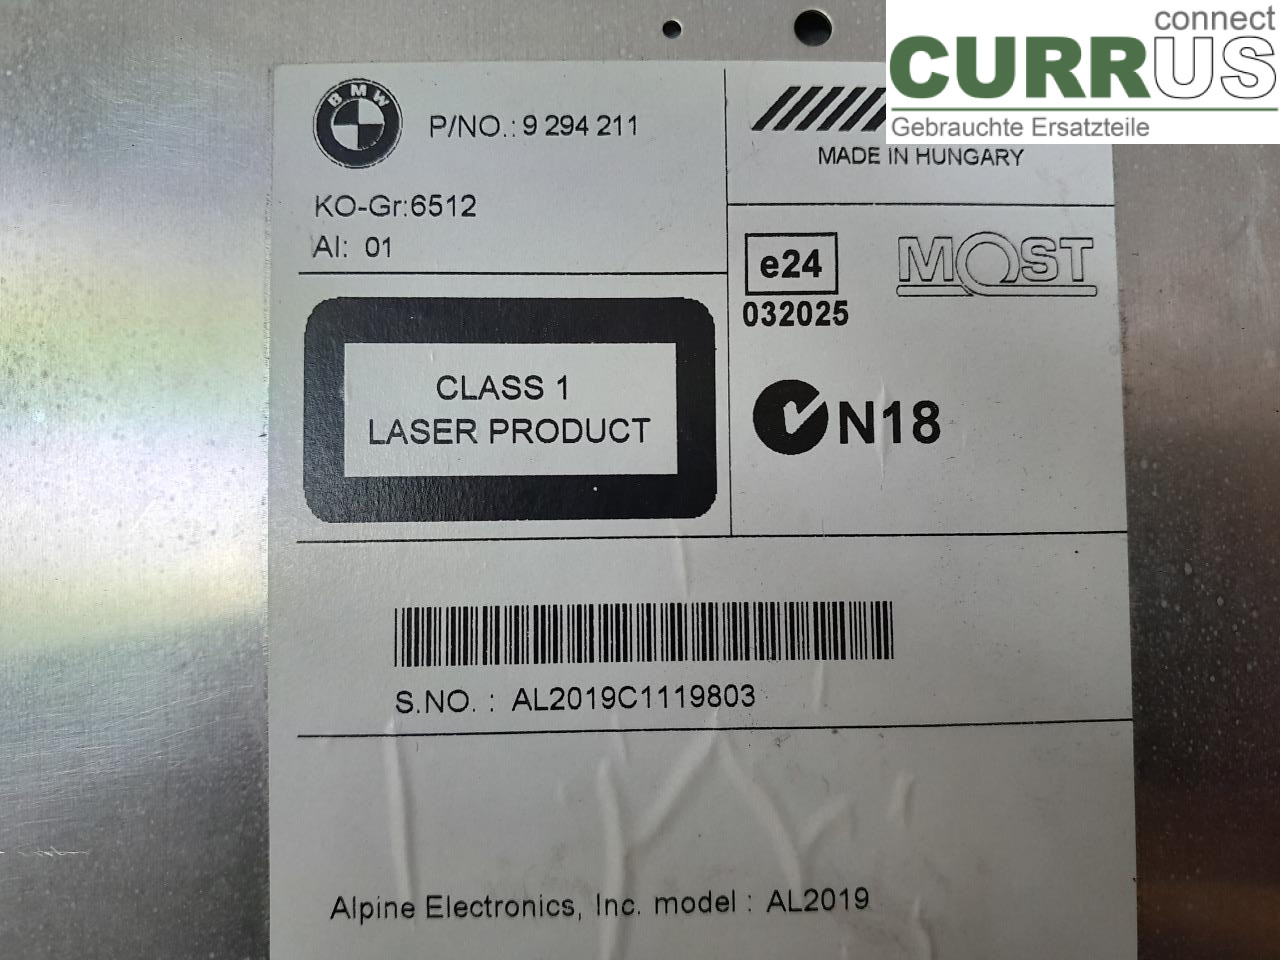 connect
CURRUS
Gebrauchte Ersatzteile
BMW
P/NO.: 9 294 211
KO-Gr:6512
AI: 01
MADE IN HUNGARY
e24
032025
MOST
CLASS 1
LASER PRODUCT
N18
S.NO. : AL2019C1119803
Alpine Electronics, Inc. model : AL2019